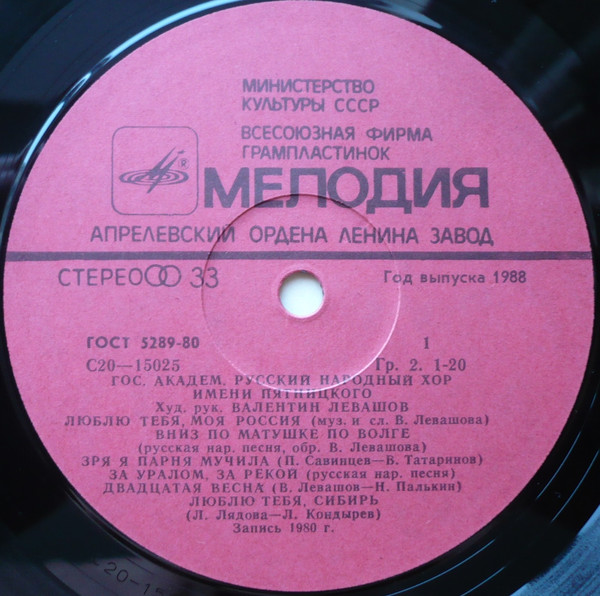 МИНИСТЕРСТВО
КУЛЬТУРЫ СССР
ВСЕСОЮЗНАЯ ФИРМА
ГРАМПЛАСТИНОК
®
МЕЛОДИЯ
АПРЕЛЕВСКИЙ ОРДЕНА ЛЕНИНА ЗАВОД
СТЕРЕО 33 Год выпуска 1988
ГОСТ 5289-80 1
С20—15025 Гр. 2. 1-20
ГОС. АКАДЕМ. РУССКИЙ НАРОДНЫЙ ХОР
ИМЕНИ ПЯТНИЦКОГО
Худ. рук. ВАЛЕНТИН ЛЕВАШОВ
ЛЮБЛЮ ТЕБЯ, МОЯ РОССИЯ (муз. и сл. В. Левашова)
ВНИЗ ПО МАТУШКЕ ПО ВОЛГЕ
(русская нар. песня, обр. В. Левашова)
ЗРЯ Я ПАРНЯ МУЧИЛА (П. Савинцев—В. Татаринов)
ЗА УРАЛОМ, ЗА РЕКОЙ (русская нар. песня)
ДВАДЦАТАЯ ВЕСНА (В. Левашов—Н. Палькин)
ЛЮБЛЮ ТЕБЯ, СИБИРЬ
(Л. Лядова—Л. Кондырев)
Запись 1980 г.